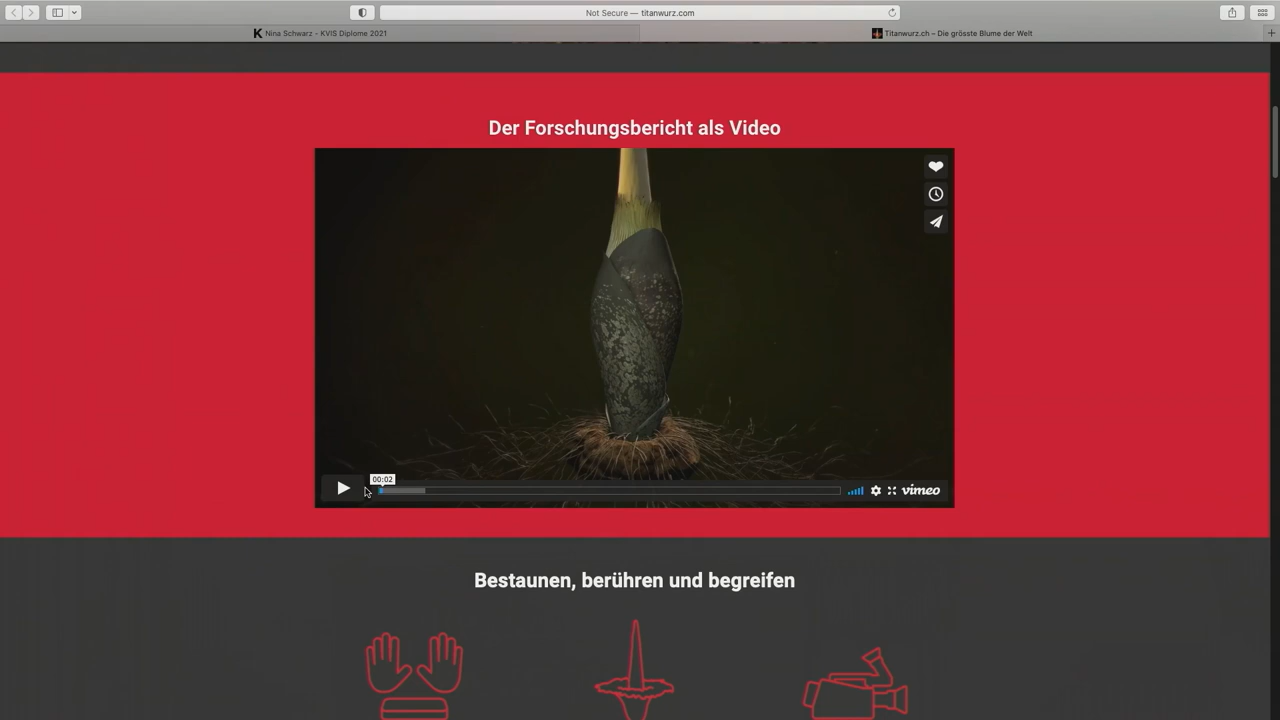 Not Secure — titanwurz.com
Nina Schwarz - KVIS Diplome 2021
Titanwurz.ch – Die grösste Blume der Welt
Der Forschungsbericht als Video
00:02
vimeo
Bestaunen, berühren und begreifen